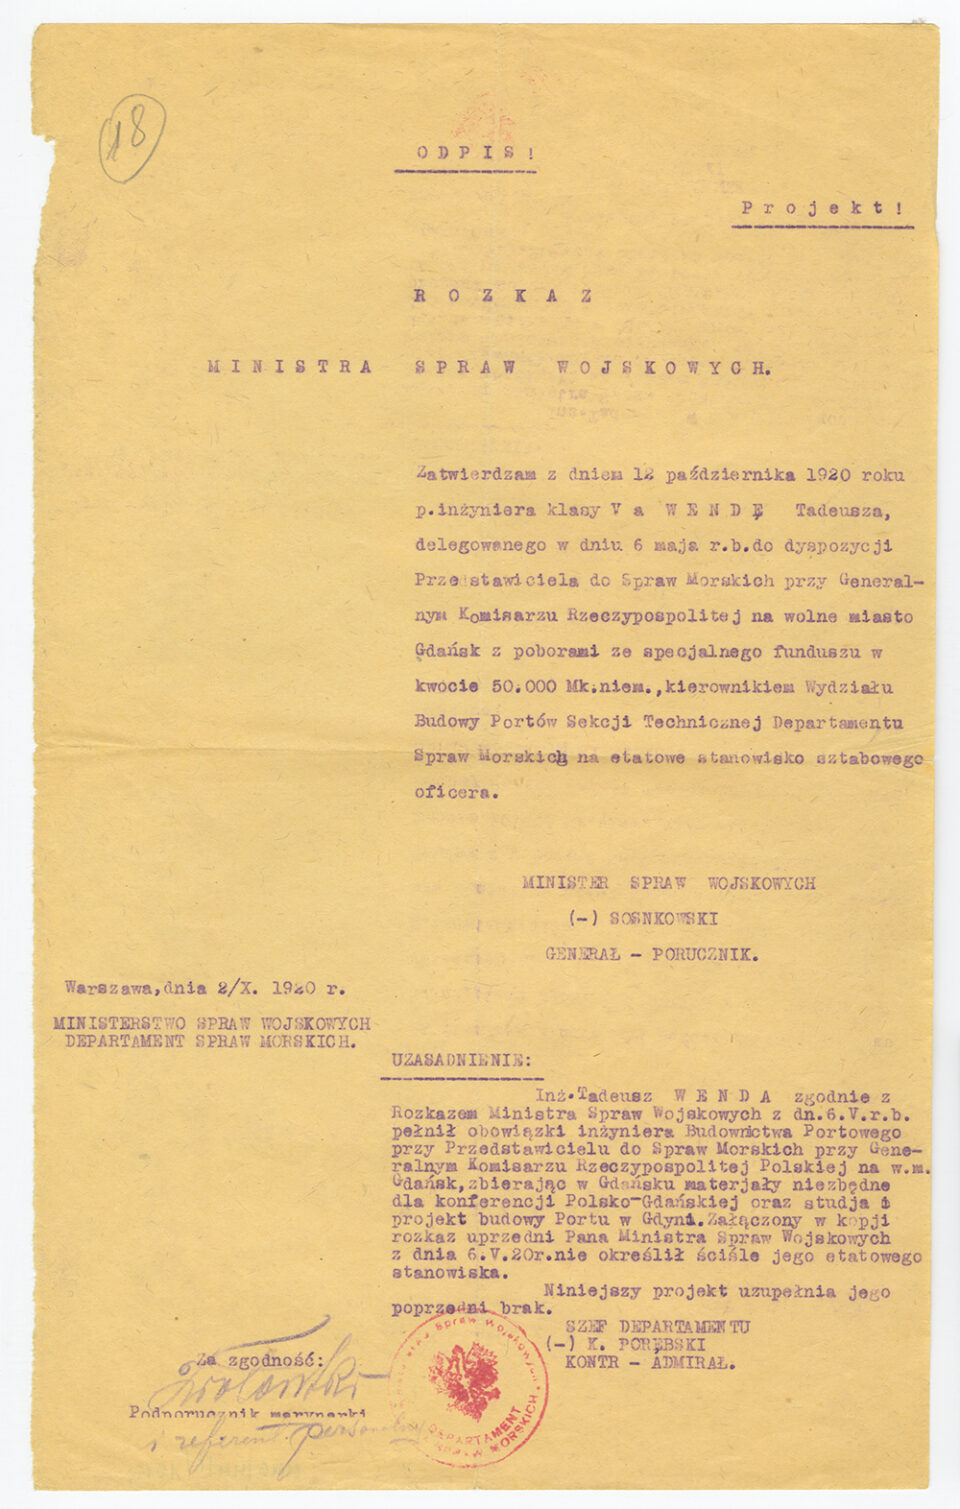 18
ODPIS!
Projekt!
ROZKAZ
MINISTRA SPRAW WOJSKOWYCH.
Zatwierdzam z dniem 12 października 1920 roku
p.inżyniera klasy V a WENDĘ Tadeusza,
delegowanego w dniu 6 maja r.b.do dyspozycji
Przedstawiciela do Spraw Morskich przy General-
nym Komisarzu Rzeczypospolitej na wolne miasto
Gdańsk z poborami ze specjalnego funduszu w
kwocie 50.000 Mk.niem.,kierownikiem Wydziału
Budowy Portów Sekcji Technicznej Departamentu
Spraw Morskich na etatowe stanowisko sztabowego
oficera.
MINISTER SPRAW WOJSKOWYCH
(-) SOSNKOWSKI
GENERAŁ - PORUCZNIK.
Warszawa,dnia 2/X. 1920 r.
MINISTERSTWO SPRAW WOJSKOWYCH
DEPARTAMENT SPRAW MORSKICH.
UZASADNIENIE:
Inż.Tadeusz WENDA zgodnie z
Rozkazem Ministra Spraw Wojskowych z dn.6.V.r.b.
pełnił obowiązki inżyniera Budownictwa Portowego
przy Przedstawicielu do Spraw Morskich przy Gene-
ralnym Komisarzu Rzeczypospolitej Polskiej na w.m.
Gdańsk,zbierając w Gdańsku materjały niezbędne
dla konferencji Polsko-Gdańskiej oraz studja i
projekt budowy Portu w Gdyni.Załączony w kopji
rozkaz uprzedni Pana Ministra Spraw Wojskowych
z dnia 6.V.20r.nie określił ściśle jego etatowego
stanowiska.
Niniejszy projekt uzupełnia jego
poprzedni brak.
SZEF DEPARTAMENTU
(-) K. PORĘBSKI
KONTR - ADMIRAŁ.
Za zgodność:
Podporucznik marynarki
i referent personalny
Spraw Wojskowych
DEPARTAMENT
MORSKICH